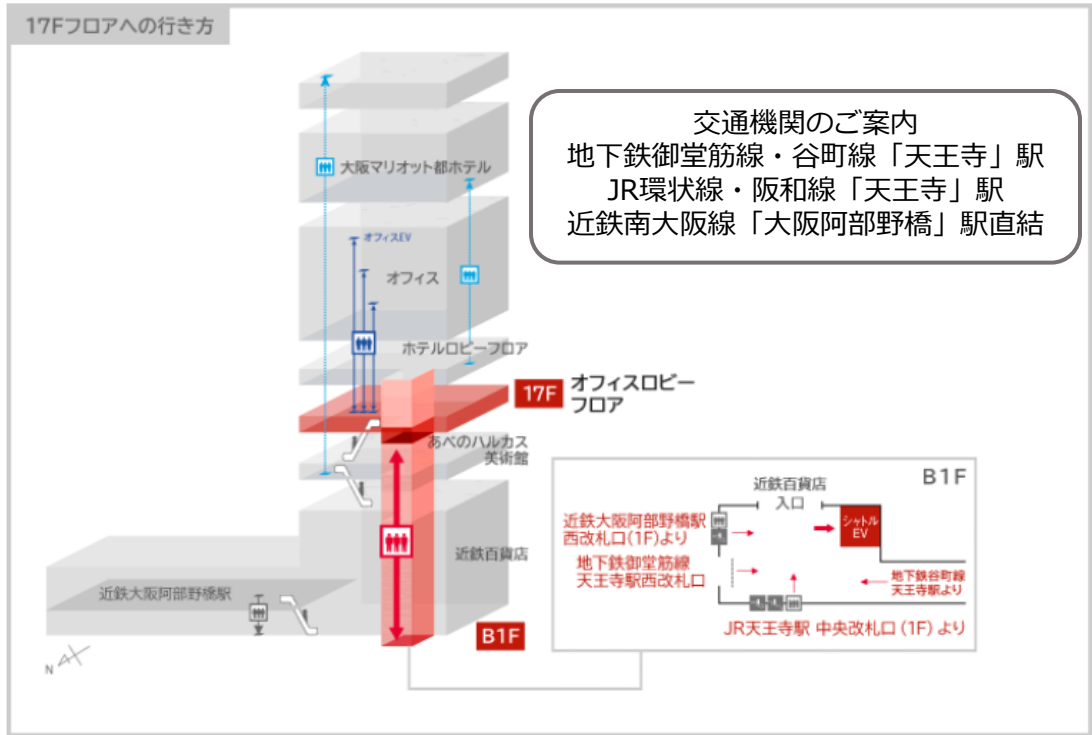 17Fフロアへの行き方
交通機関のご案内
地下鉄御堂筋線・谷町線「天王寺」駅
JR環状線・阪和線「天王寺」駅
近鉄南大阪線「大阪阿部野橋」駅直結
大阪マリオット都ホテル
オフィスEV
オフィス
ホテルロビーフロア
17F オフィスロビー
フロア
あべのハルカス
美術館
近鉄百貨店
近鉄大阪阿部野橋駅
B1F
N
B1F
近鉄百貨店
入口
シャトル
EV
近鉄大阪阿部野橋駅
西改札口(1F)より
地下鉄御堂筋線
天王寺駅西改札口
地下鉄谷町線
天王寺駅より
JR天王寺駅 中央改札口 (1F) より